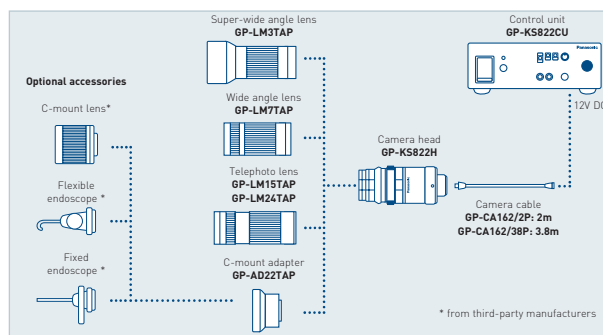 Super-wide angle lens
GP-LM3TAP
Control unit
GP-KS822CU
Panasonic
12V DC
Optional accessories
C-mount lens*
Wide angle lens
GP-LM7TAP
Camera head
GP-KS822H
Panasonic
Flexible
endoscope *
Telephoto lens
GP-LM15TAP
GP-LM24TAP
Camera cable
GP-CA162/2P: 2m
GP-CA162/38P: 3.8m
Fixed
endoscope *
C-mount adapter
GP-AD22TAP
* from third-party manufacturers